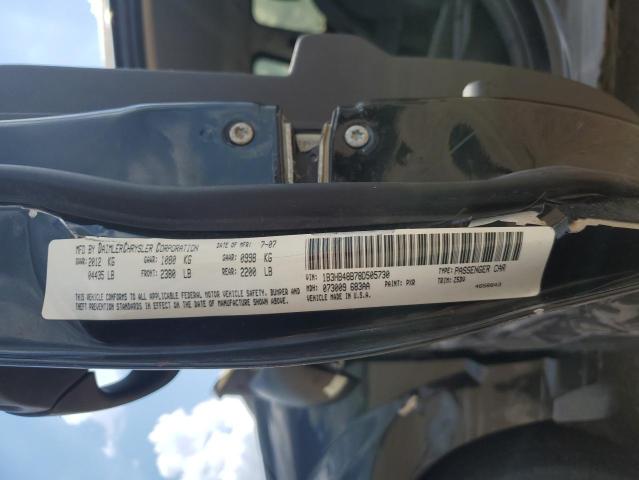 MFD BY DAIMLERCHRYSLER CORPORATION DATE OF MFR: 7-07
GVWR: 2012 KG GAWR: 1080 KG GAWR: 0998 KG
04435 LB FRONT: 2380 LB REAR: 2200 LB
THIS VEHICLE CONFORMS TO ALL APPLICABLE FEDERAL MOTOR VEHICLE SAFETY, BUMPER AND
THEFT PREVENTION STANDARDS IN EFFECT ON THE DATE OF MANUFACTURE SHOWN ABOVE.
VIN: 1B3HB48B78D505730 TYPE: PASSENGER CAR
MDH: 073009 683AA PAINT: PXR TRIM:
VEHICLE MADE IN U.S.A.